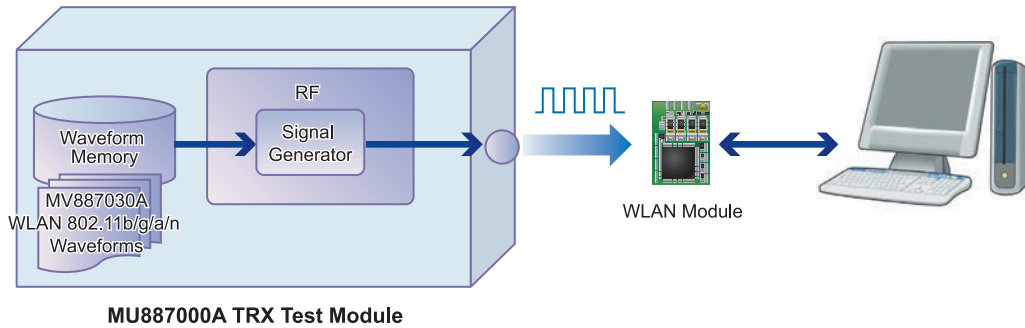 RF
Signal
Generator
Waveform
Memory
MV887030A
WLAN 802.11b/g/a/n
Waveforms
WLAN Module
MU887000A TRX Test Module